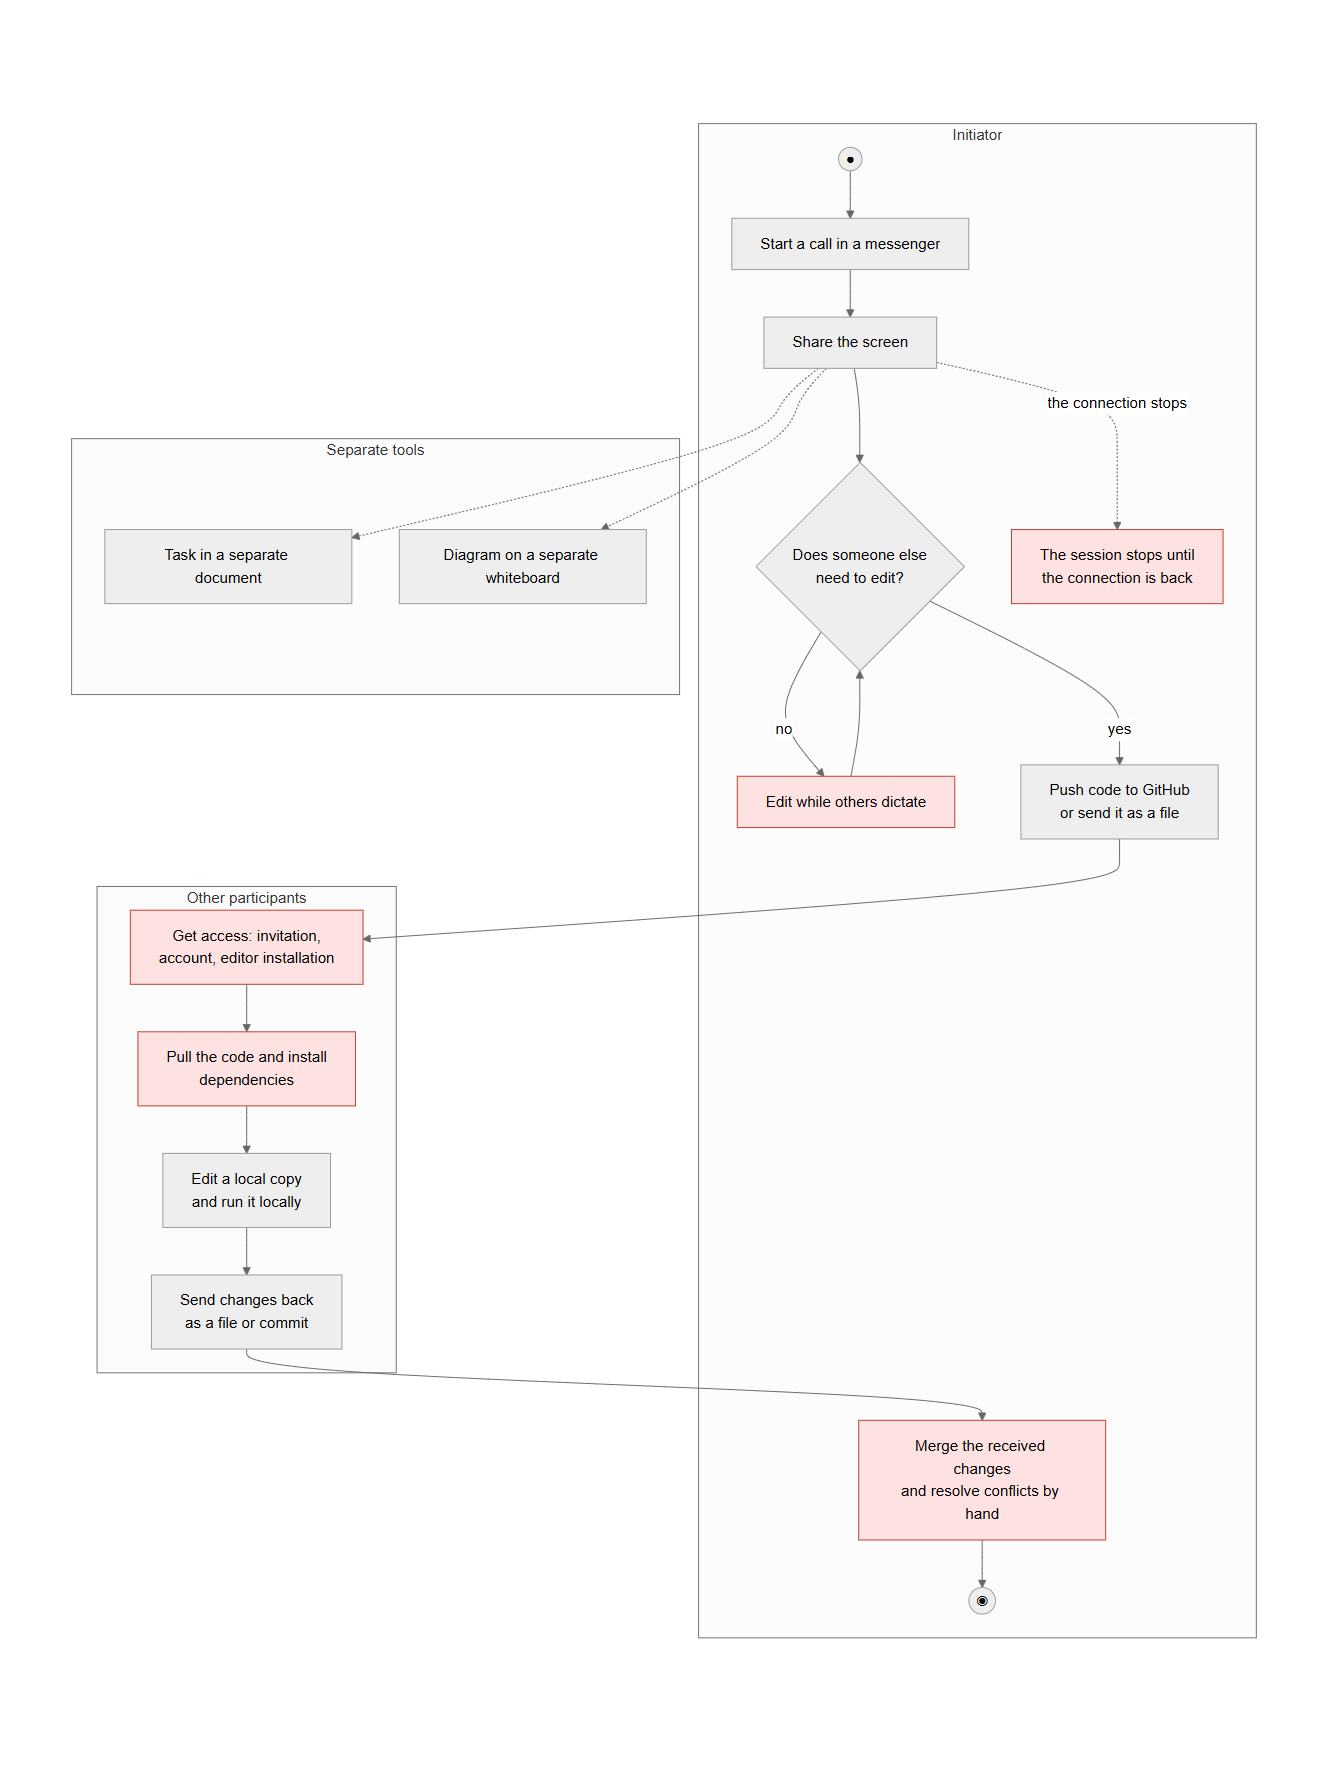 Initiator
Start a call in a messenger
Share the screen
the connection stops
Separate tools
Task in a separate
document
Diagram on a separate
whiteboard
Does someone else
need to edit?
The session stops until
the connection is back
no
yes
Edit while others dictate
Push code to GitHub
or send it as a file
Other participants
Get access: invitation,
account, editor installation
Pull the code and install
dependencies
Edit a local copy
and run it locally
Send changes back
as a file or commit
Merge the received
changes
and resolve conflicts by
hand